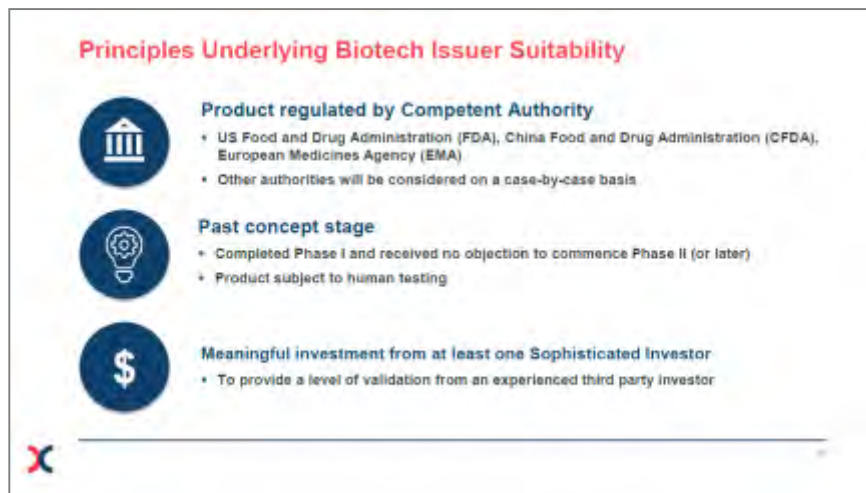 Principles Underlying Biotech Issuer Suitability
Product regulated by Competent Authority
• US Food and Drug Administration (FDA), China Food and Drug Administration (CFDA),
European Medicines Agency (EMA)
• Other authorities will be considered on a case-by-case basis
Past concept stage
• Completed Phase I and received no objection to commence Phase II (or later)
• Product subject to human testing
$
Meaningful investment from at least one Sophisticated Investor
• To provide a level of validation from an experienced third party investor